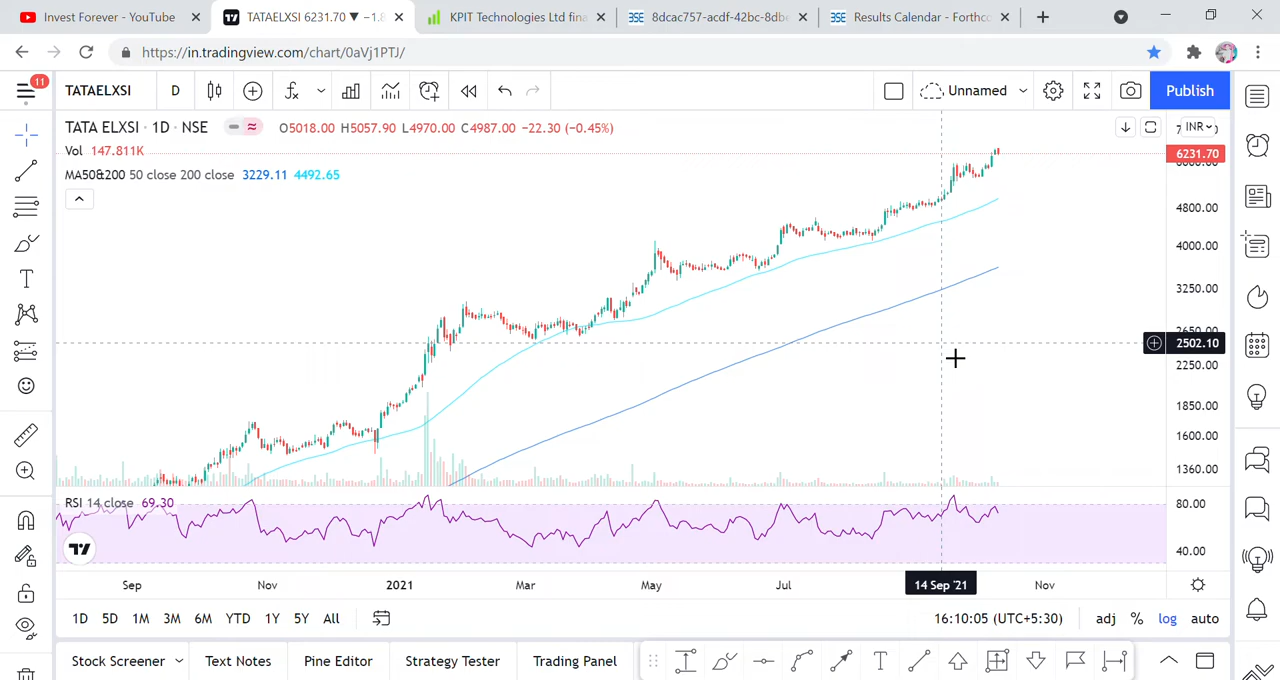 Invest Forever - YouTube
TATAELXSI 6231.70 ▼ −1.8
KPIT Technologies Ltd fina
8dcac757-acdf-42bc-8dbe
Results Calendar - Forthco
https://in.tradingview.com/chart/0aVj1PTJ/
11
TATAELXSI
D
Unnamed
Publish
TATA ELXSI · 1D · NSE
O5018.00 H5057.90 L4970.00 C4987.00 −22.30 (−0.45%)
INR
Vol 147.811K
6231.70
MA50&200 50 close 200 close 3229.11 4492.65
4800.00
4000.00
3250.00
2502.10
2250.00
1850.00
1600.00
1360.00
RSI 14 close 69.30
80.00
40.00
Sep Nov 2021 Mar May Jul 14 Sep '21 Nov
1D 5D 1M 3M 6M YTD 1Y 5Y All
16:10:05 (UTC+5:30)
adj % log auto
Stock Screener
Text Notes
Pine Editor
Strategy Tester
Trading Panel